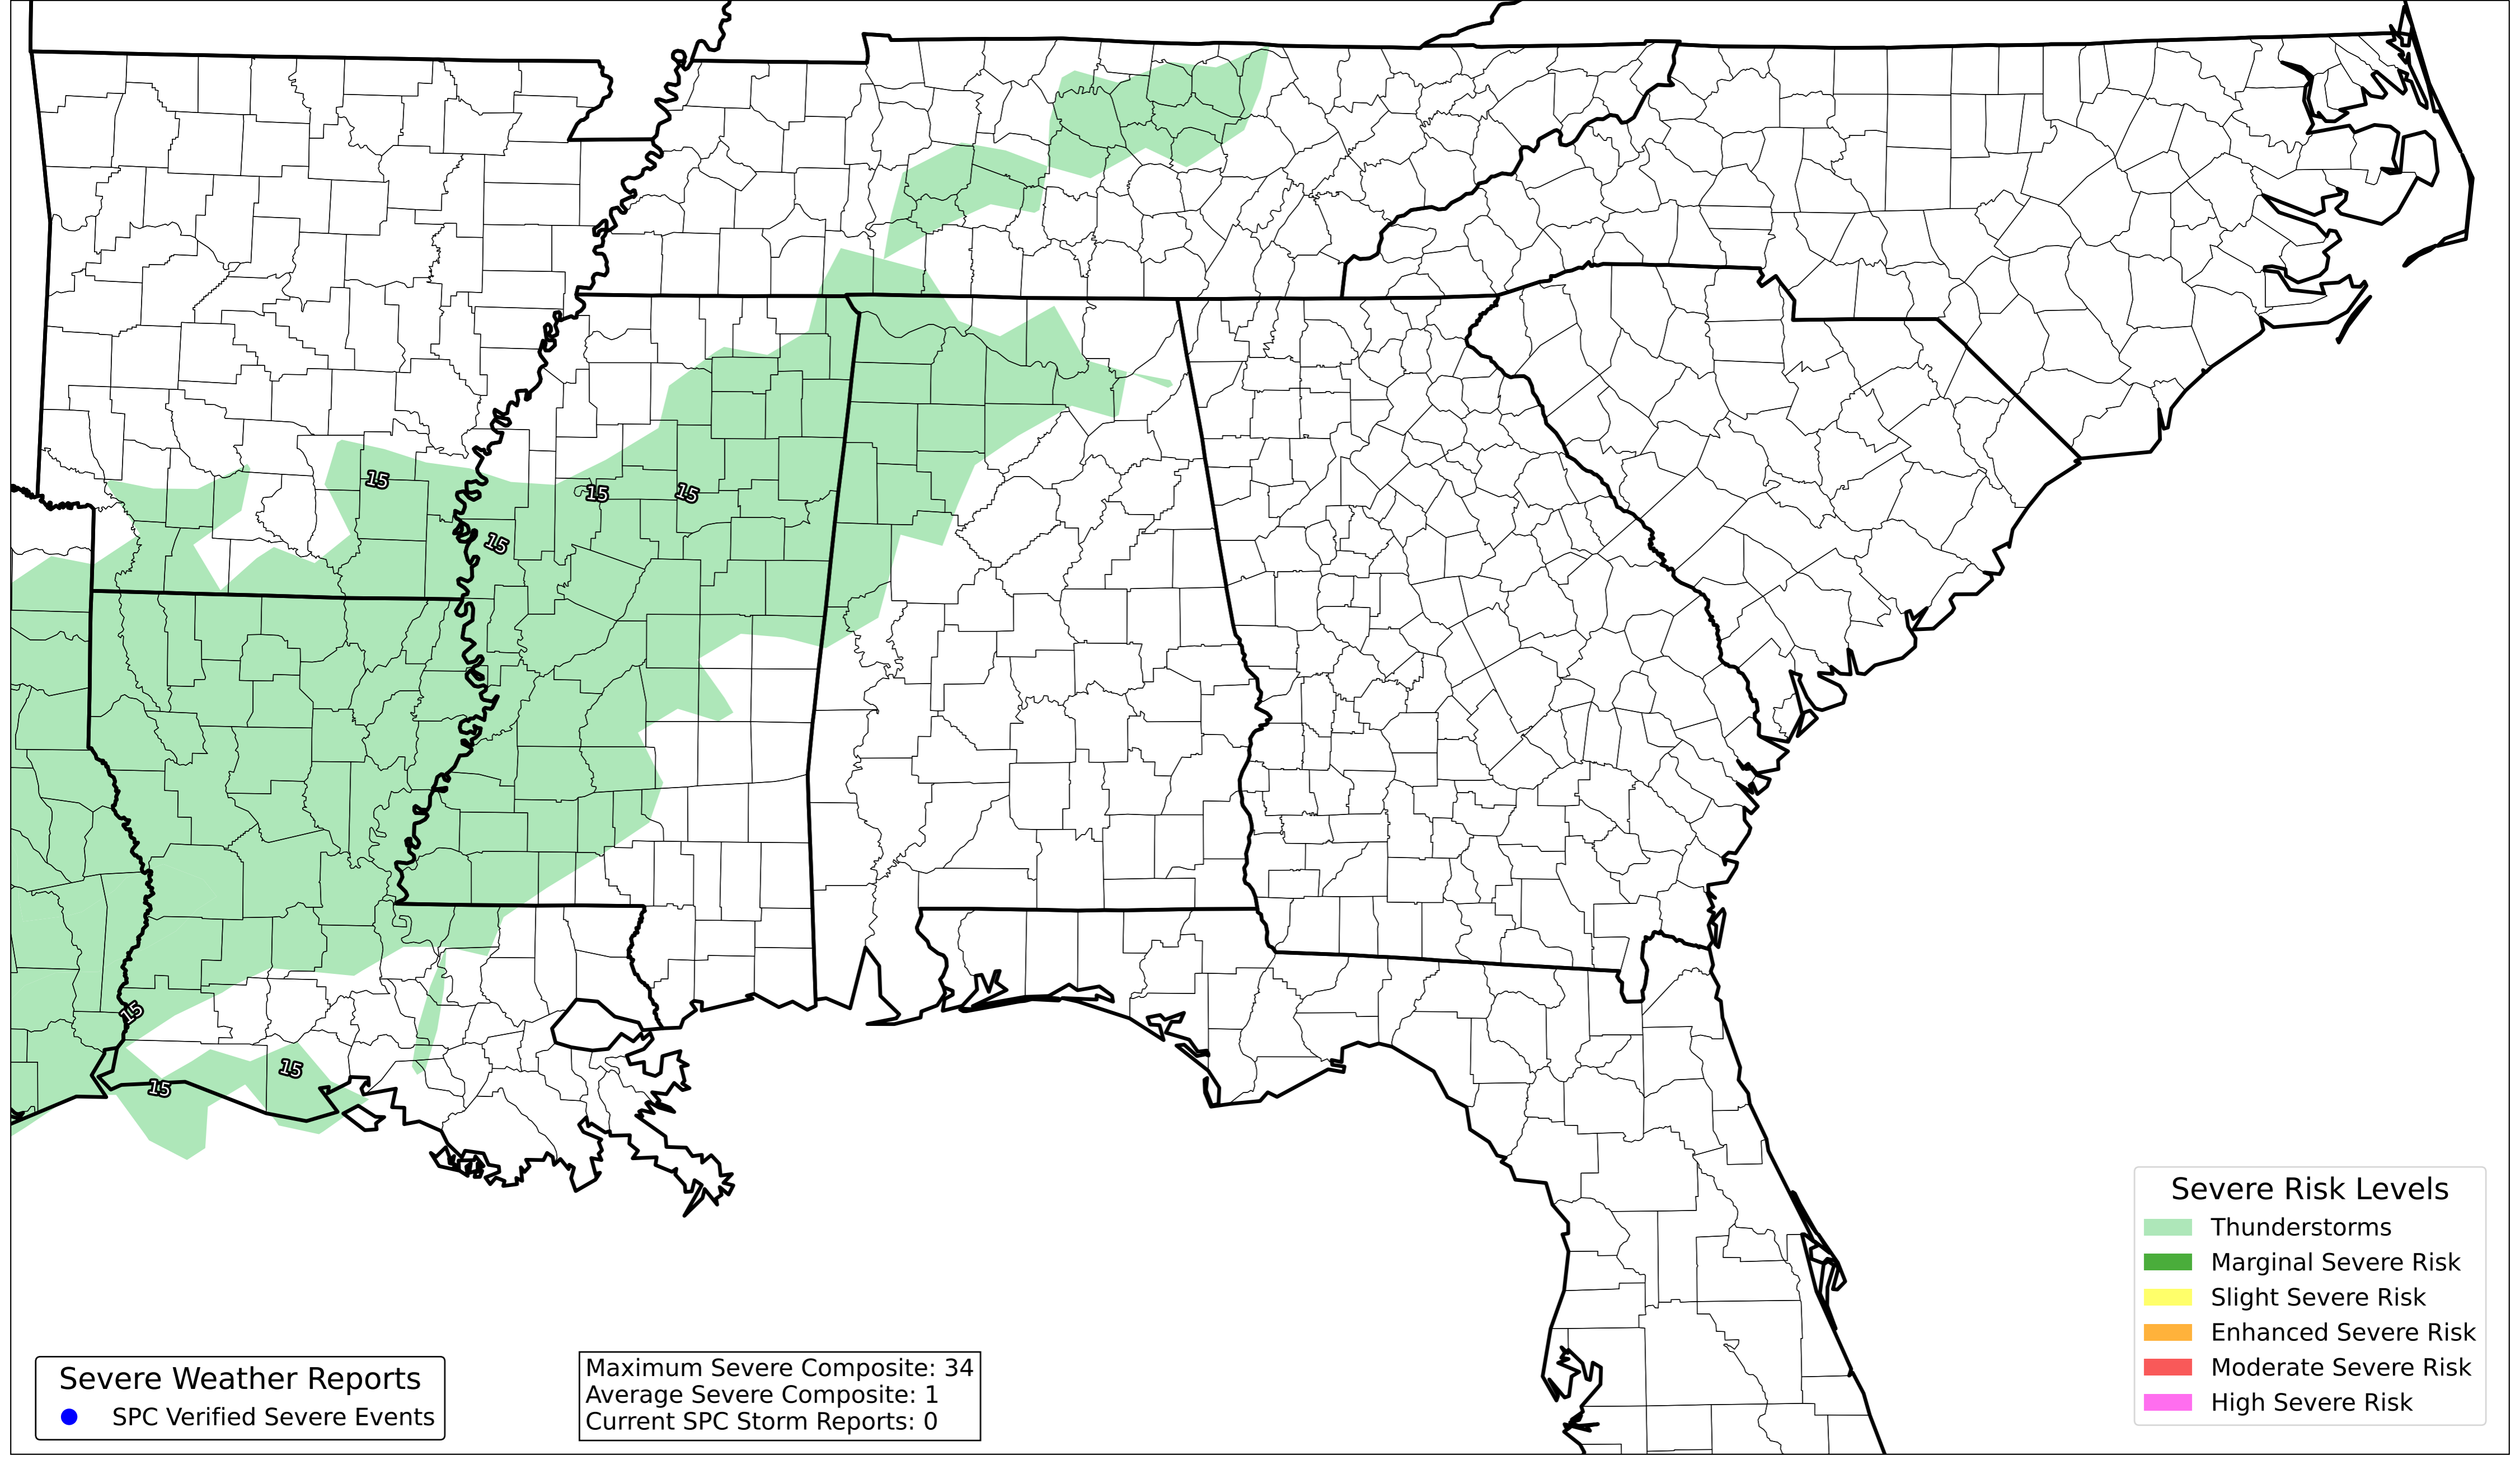 15
15
15
15
15
15
15
Severe Risk Levels
Thunderstorms
Marginal Severe Risk
Slight Severe Risk
Enhanced Severe Risk
Moderate Severe Risk
High Severe Risk
Severe Weather Reports
SPC Verified Severe Events
Maximum Severe Composite: 34
Average Severe Composite: 1
Current SPC Storm Reports: 0